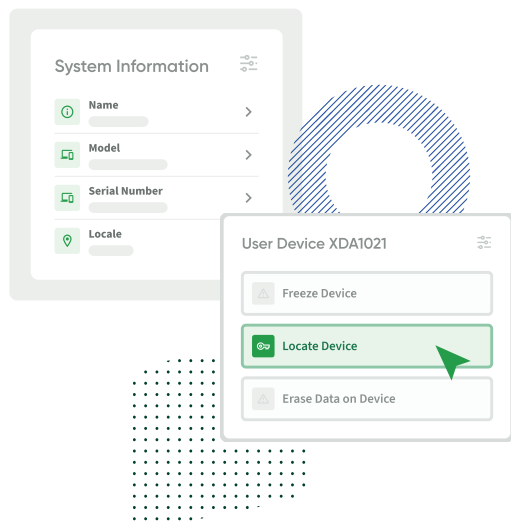 System Information
Name
Model
Serial Number
Locale
User Device XDA1021
Freeze Device
Locate Device
Erase Data on Device